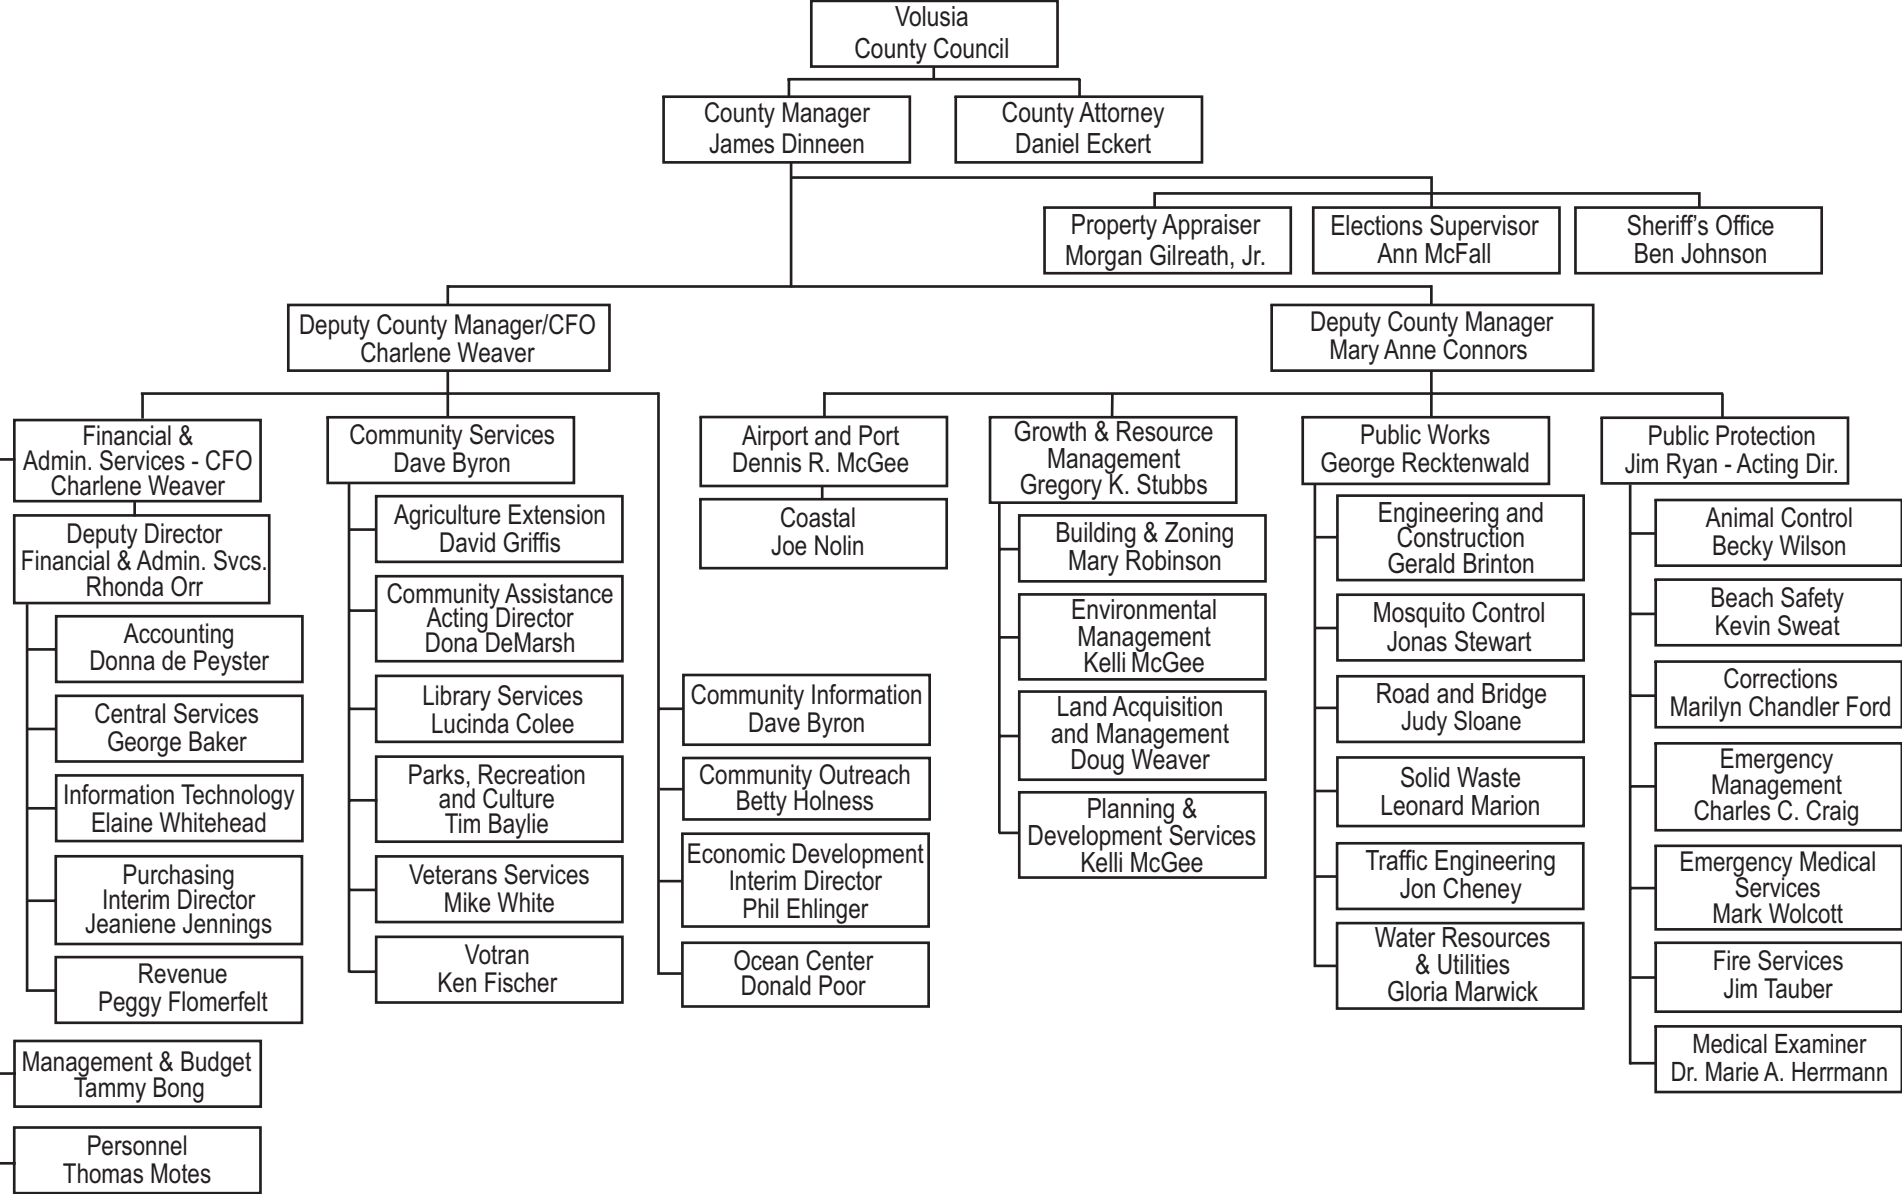 Volusia
County Council
County Manager
James Dinneen
County Attorney
Daniel Eckert
Property Appraiser
Morgan Gilreath, Jr.
Elections Supervisor
Ann McFall
Sheriff's Office
Ben Johnson
Deputy County Manager/CFO
Charlene Weaver
Deputy County Manager
Mary Anne Connors
Financial &
Admin. Services - CFO
Charlene Weaver
Deputy Director
Financial & Admin. Svcs.
Rhonda Orr
Accounting
Donna de Peyster
Central Services
George Baker
Information Technology
Elaine Whitehead
Purchasing
Interim Director
Jeaniene Jennings
Revenue
Peggy Flomerfelt
Management & Budget
Tammy Bong
Personnel
Thomas Motes
Community Services
Dave Byron
Agriculture Extension
David Griffis
Community Assistance
Acting Director
Dona DeMarsh
Library Services
Lucinda Colee
Parks, Recreation
and Culture
Tim Baylie
Veterans Services
Mike White
Votran
Ken Fischer
Community Information
Dave Byron
Community Outreach
Betty Holness
Economic Development
Interim Director
Phil Ehlinger
Ocean Center
Donald Poor
Airport and Port
Dennis R. McGee
Coastal
Joe Nolin
Growth & Resource
Management
Gregory K. Stubbs
Building & Zoning
Mary Robinson
Environmental
Management
Kelli McGee
Land Acquisition
and Management
Doug Weaver
Planning &
Development Services
Kelli McGee
Public Works
George Recktenwald
Engineering and
Construction
Gerald Brinton
Mosquito Control
Jonas Stewart
Road and Bridge
Judy Sloane
Solid Waste
Leonard Marion
Traffic Engineering
Jon Cheney
Water Resources
& Utilities
Gloria Marwick
Public Protection
Jim Ryan - Acting Dir.
Animal Control
Becky Wilson
Beach Safety
Kevin Sweat
Corrections
Marilyn Chandler Ford
Emergency
Management
Charles C. Craig
Emergency Medical
Services
Mark Wolcott
Fire Services
Jim Tauber
Medical Examiner
Dr. Marie A. Herrmann